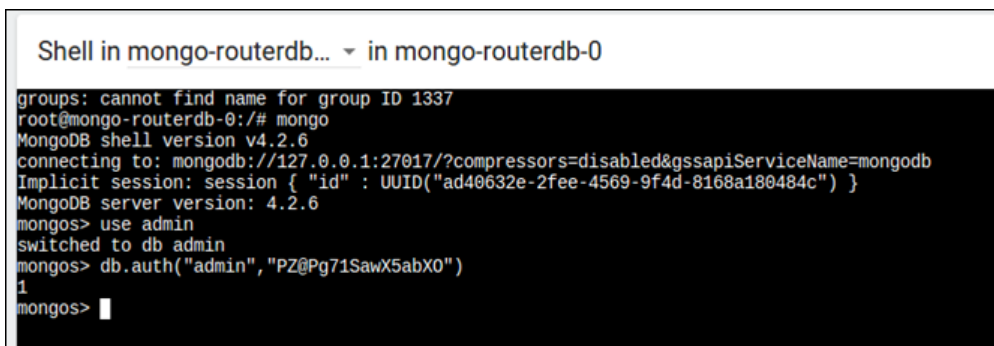 Shell in mongo-routerdb... in mongo-routerdb-0
groups: cannot find name for group ID 1337
root@mongo-routerdb-0:/# mongo
MongoDB shell version v4.2.6
connecting to: mongodb://127.0.0.1:27017/?compressors=disabled&gssapiServiceName=mongodb
Implicit session: session { "id" : UUID("ad40632e-2fee-4569-9f4d-8168a180484c") }
MongoDB server version: 4.2.6
mongos> use admin
switched to db admin
mongos> db.auth("admin","PZ@Pg71SawX5abXO")
1
mongos>